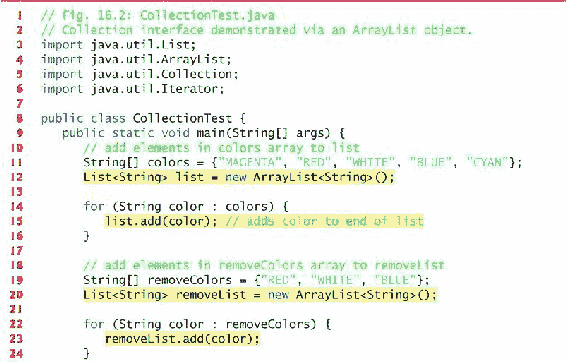 1 // Fig. 16.2: CollectionTest.java
2 // Collection interface demonstrated via an ArrayList object.
3 import java.util.List;
4 import java.util.ArrayList;
5 import java.util.Collection;
6 import java.util.Iterator;
7
8 public class CollectionTest {
9 public static void main(String[] args) {
10 // add elements in colors array to list
11 String[] colors = {"MAGENTA", "RED", "WHITE", "BLUE", "CYAN"};
12 List<String> list = new ArrayList<String>();
13
14 for (String color : colors) {
15 list.add(color); // adds color to end of list
16 }
17
18 // add elements in removeColors array to removeList
19 String[] removeColors = {"RED", "WHITE", "BLUE"};
20 List<String> removeList = new ArrayList<String>();
21
22 for (String color : removeColors) {
23 removeList.add(color);
24 }